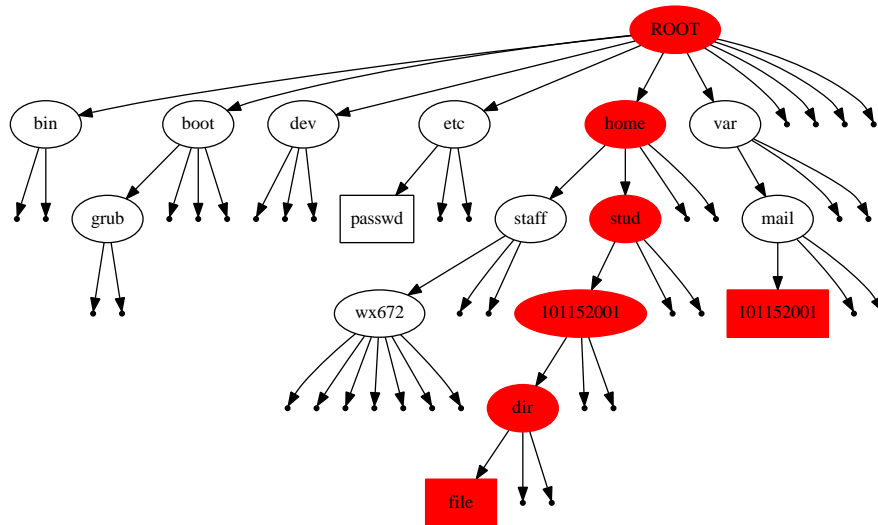 ROOT
bin
boot
dev
etc
home
var
grub
passwd
staff
stud
mail
wx672
101152001
101152001
dir
file